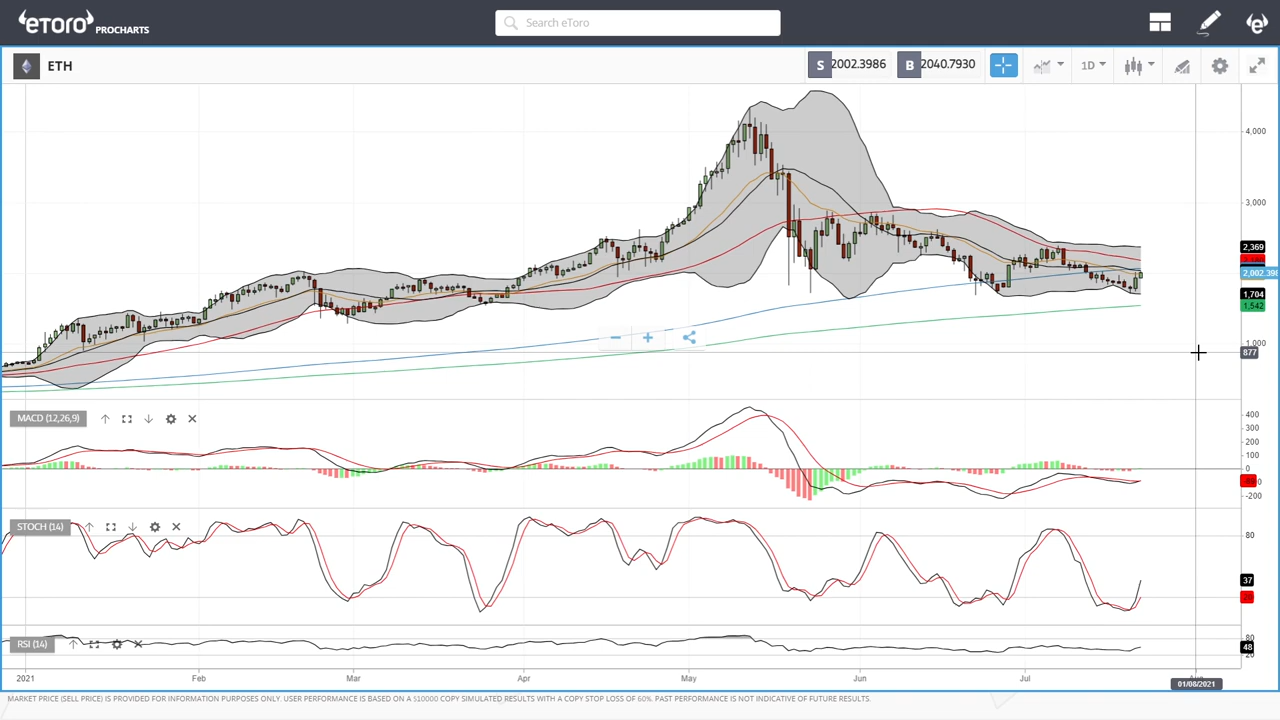 eToro PROCHARTS
Search eToro
ETH
S 2002.3986 B 2040.7930
1D
4,000
3,000
2,369
2,002.398
1,704
1,542
1,000
877
MACD (12,26,9)
400
300
200
100
0
-200
STOCH (14)
80
37
RSI (14)
80
48
20
2021 Feb Mar Apr May Jun Jul
01/08/2021
MARKET PRICE (SELL PRICE) IS PROVIDED FOR INFORMATION PURPOSES ONLY. USER PERFORMANCE IS BASED ON A $10000 COPY SIMULATED RESULTS WITH A COPY STOP LOSS OF 60%. PAST PERFORMANCE IS NOT INDICATIVE OF FUTURE RESULTS.